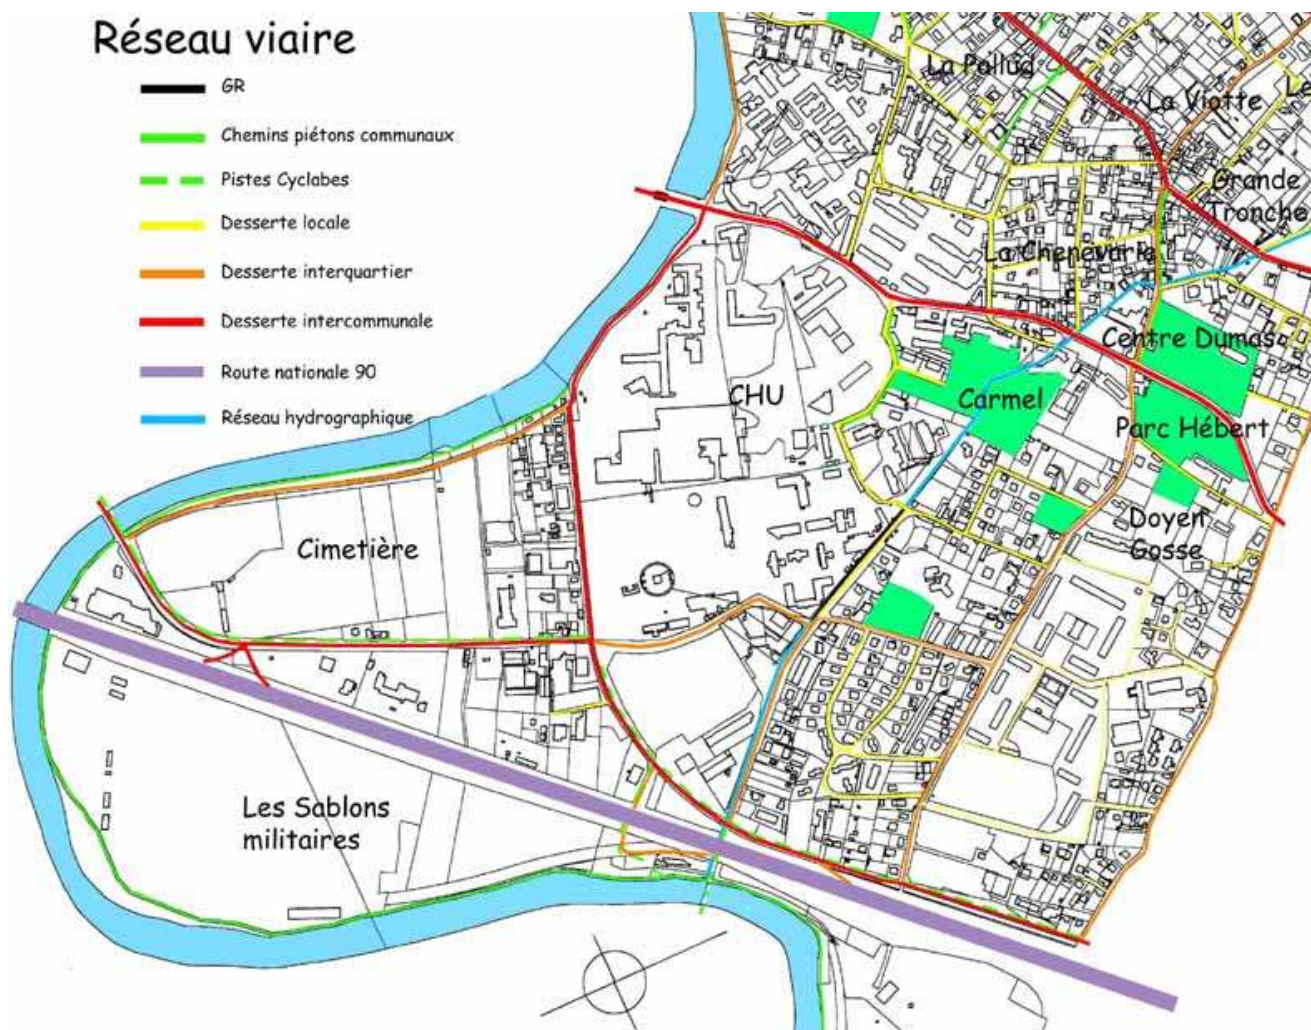 Réseau viaire
GR
Chemins piétons communaux
Pistes Cyclabes
Desserte locale
Desserte interquartier
Desserte intercommunale
Route nationale 90
Réseau hydrographique
La Pallud
La Viotte
Le
Grande
Tronche
La Chenevarie
Centre Dumas
CHU
Carmel
Parc Hébert
Doyen
Gosse
Cimetière
Les Sablons
militaires